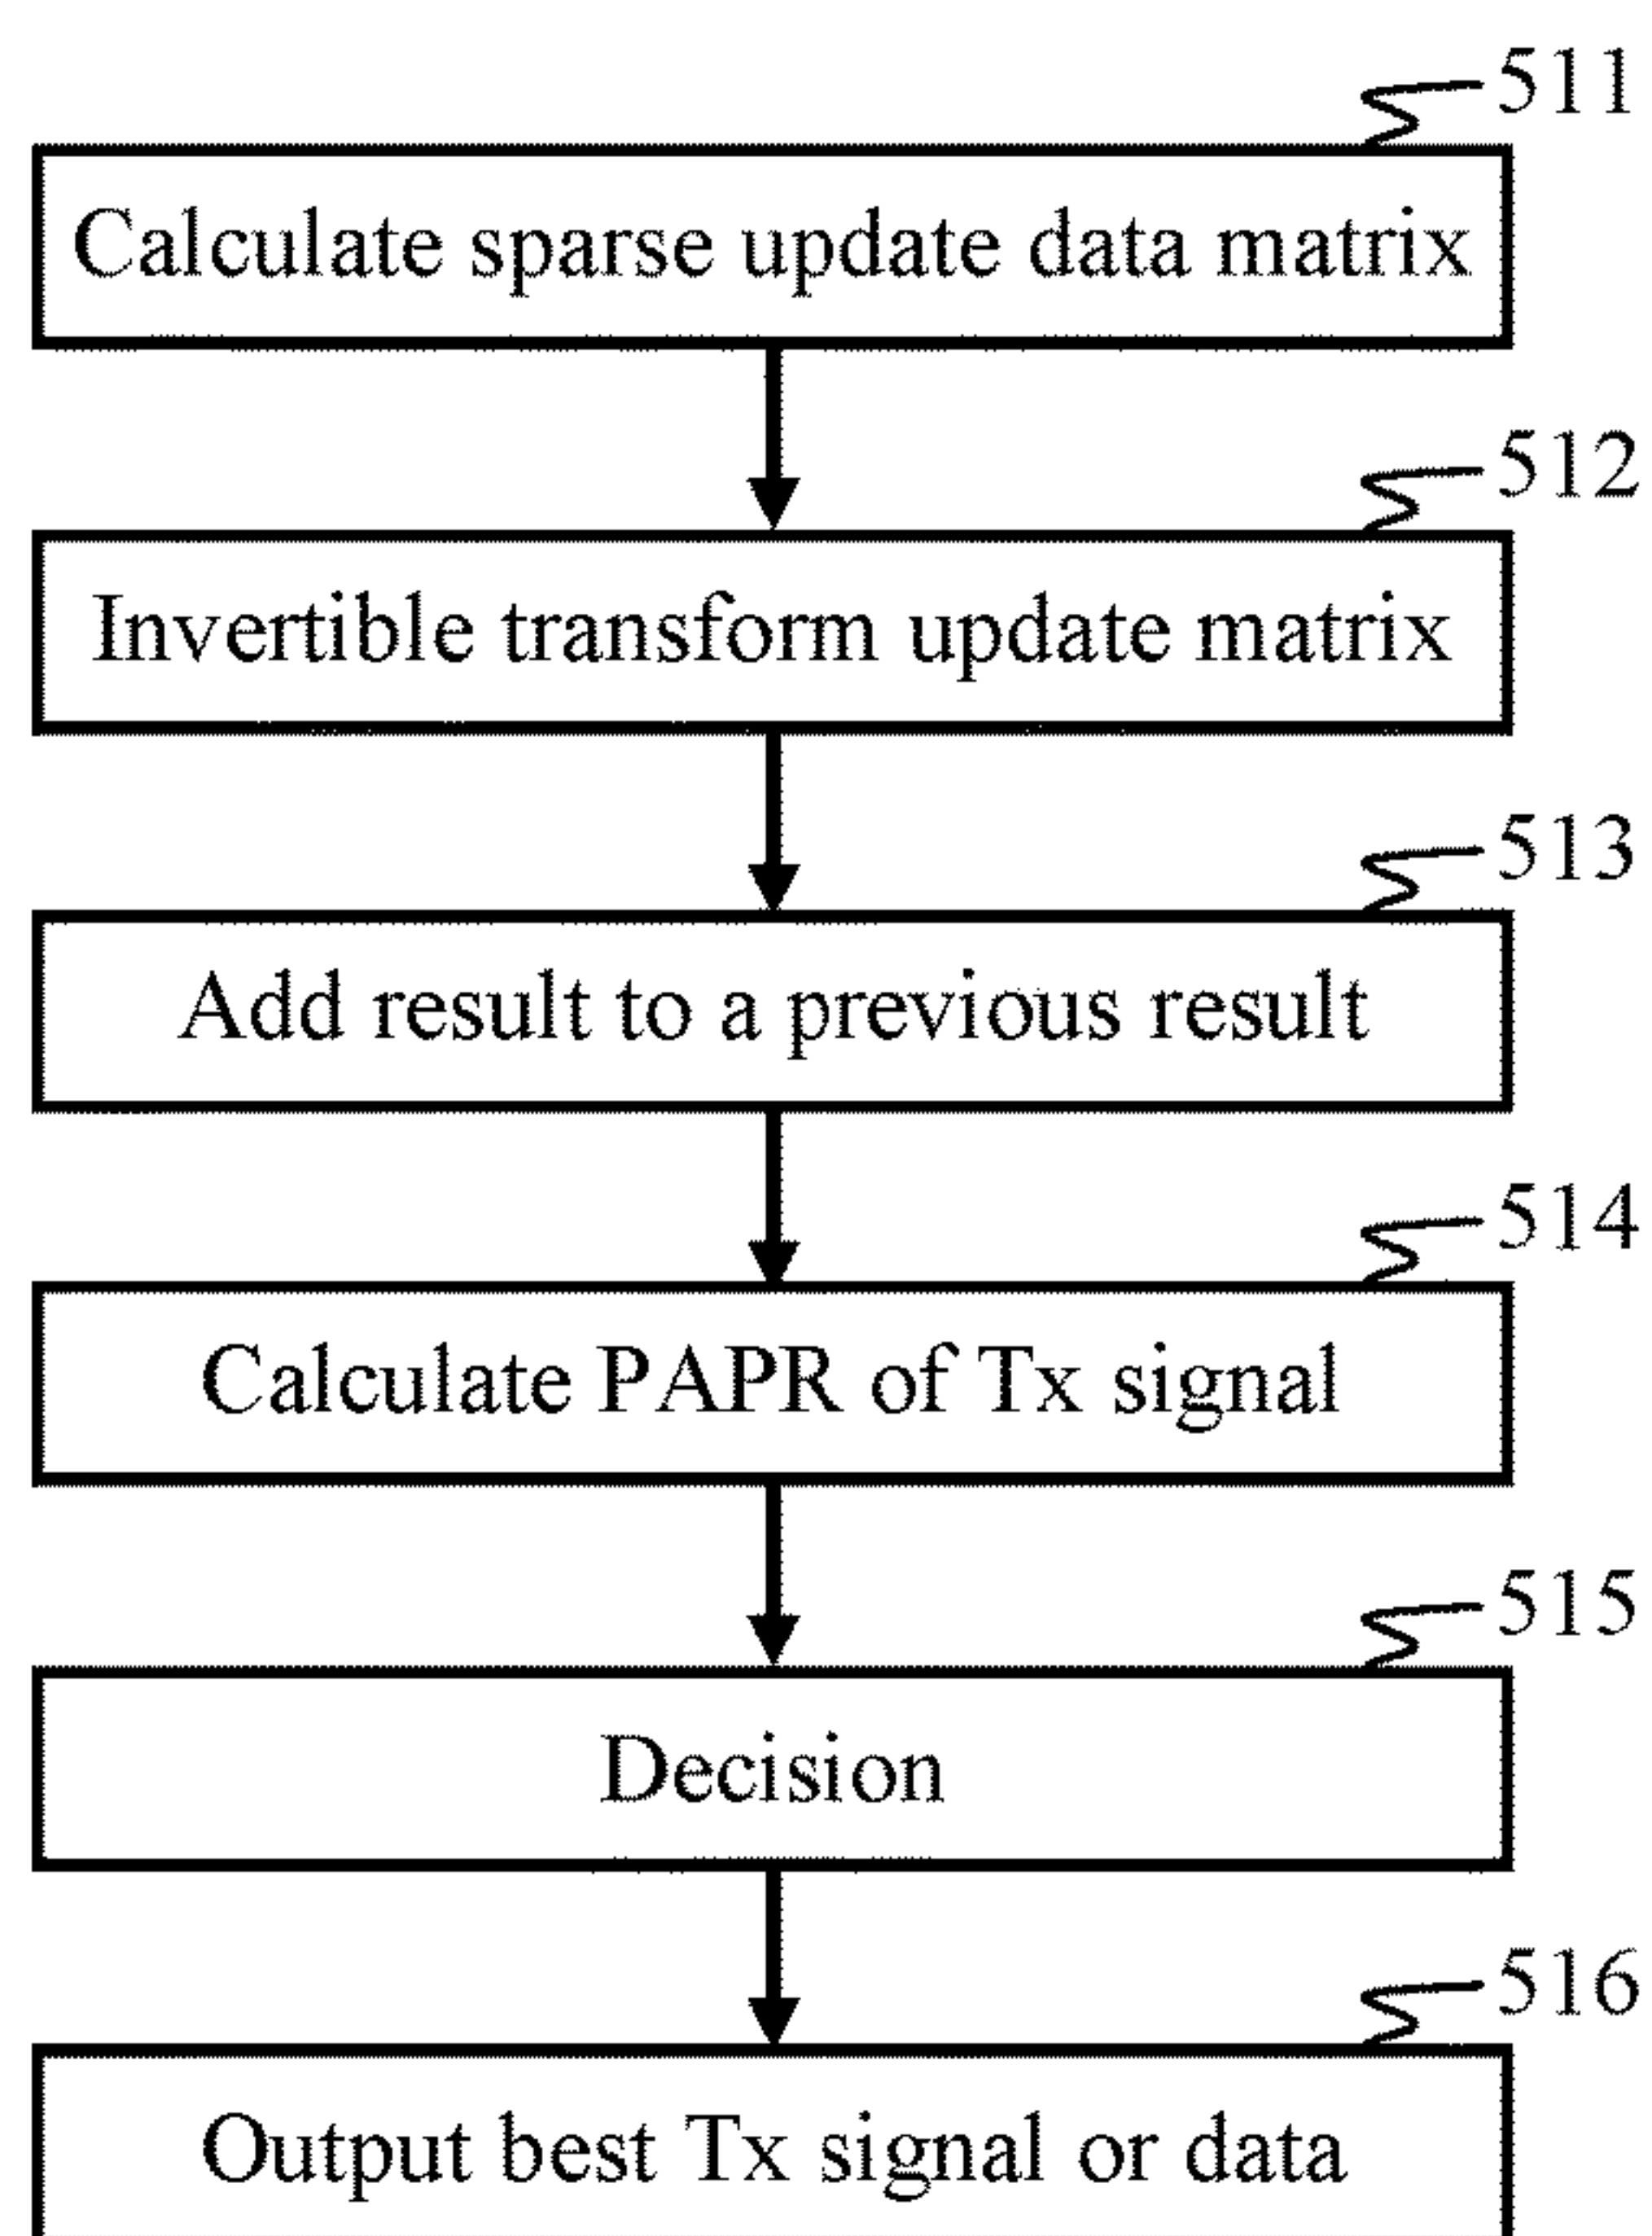 511
Calculate sparse update data matrix
512
Invertible transform update matrix
513
Add result to a previous result
514
Calculate PAPR of Tx signal
515
Decision
516
Output best Tx signal or data